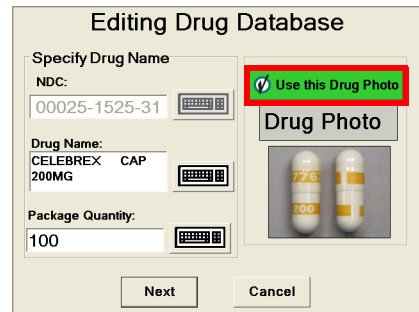 Editing Drug Database
Specify Drug Name
NDC:
00025-1525-31
Drug Name:
CELEBREX CAP
200MG
Package Quantity:
100
Use this Drug Photo
Drug Photo
7767
200
Next
Cancel